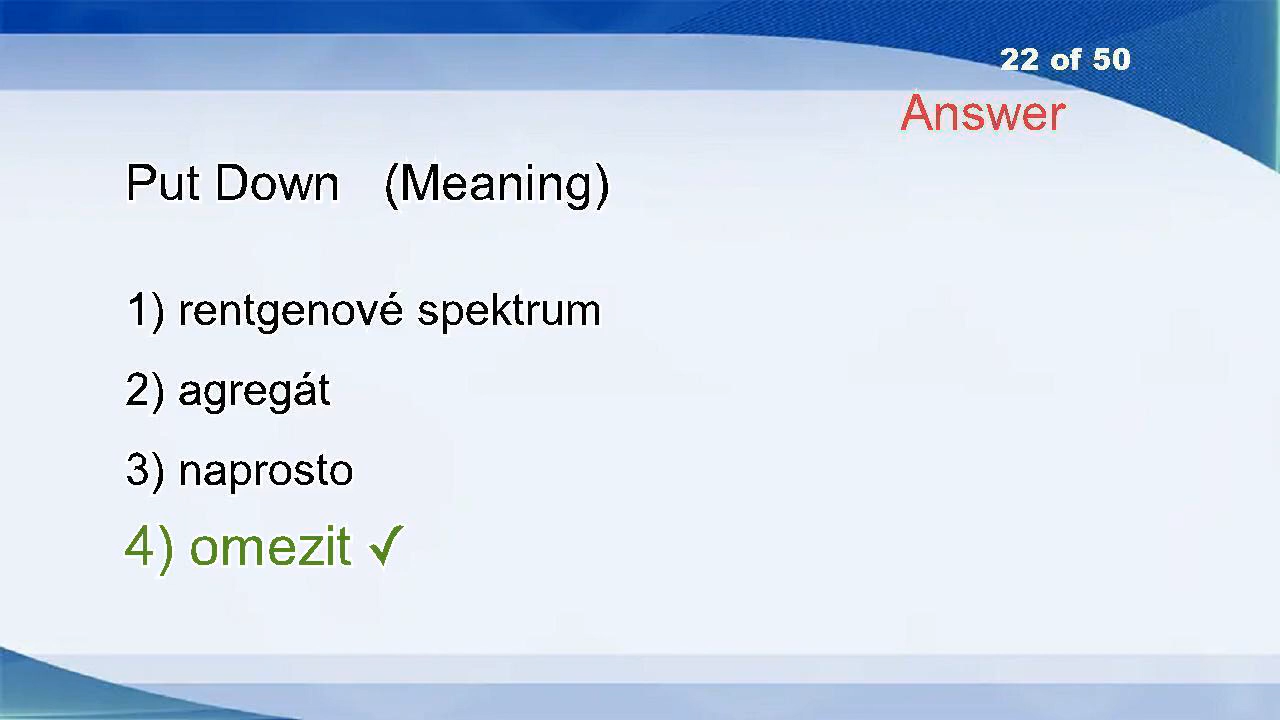 22 of 50
Answer
Put Down (Meaning)
1) rentgenové spektrum
2) agregát
3) naprosto
4) omezit ✓